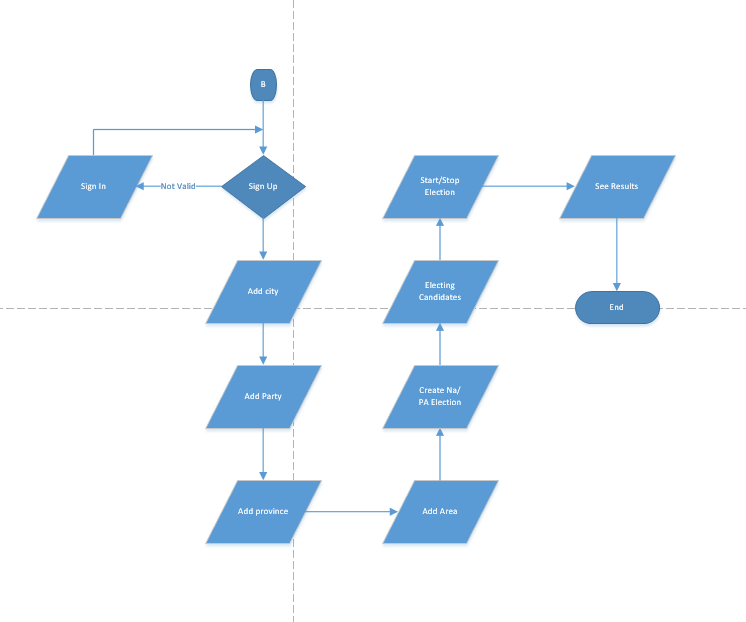 B
Sign In
Not Valid
Sign Up
Add city
Add Party
Add province
Add Area
Create Na/
PA Election
Electing
Candidates
Start/Stop
Election
See Results
End